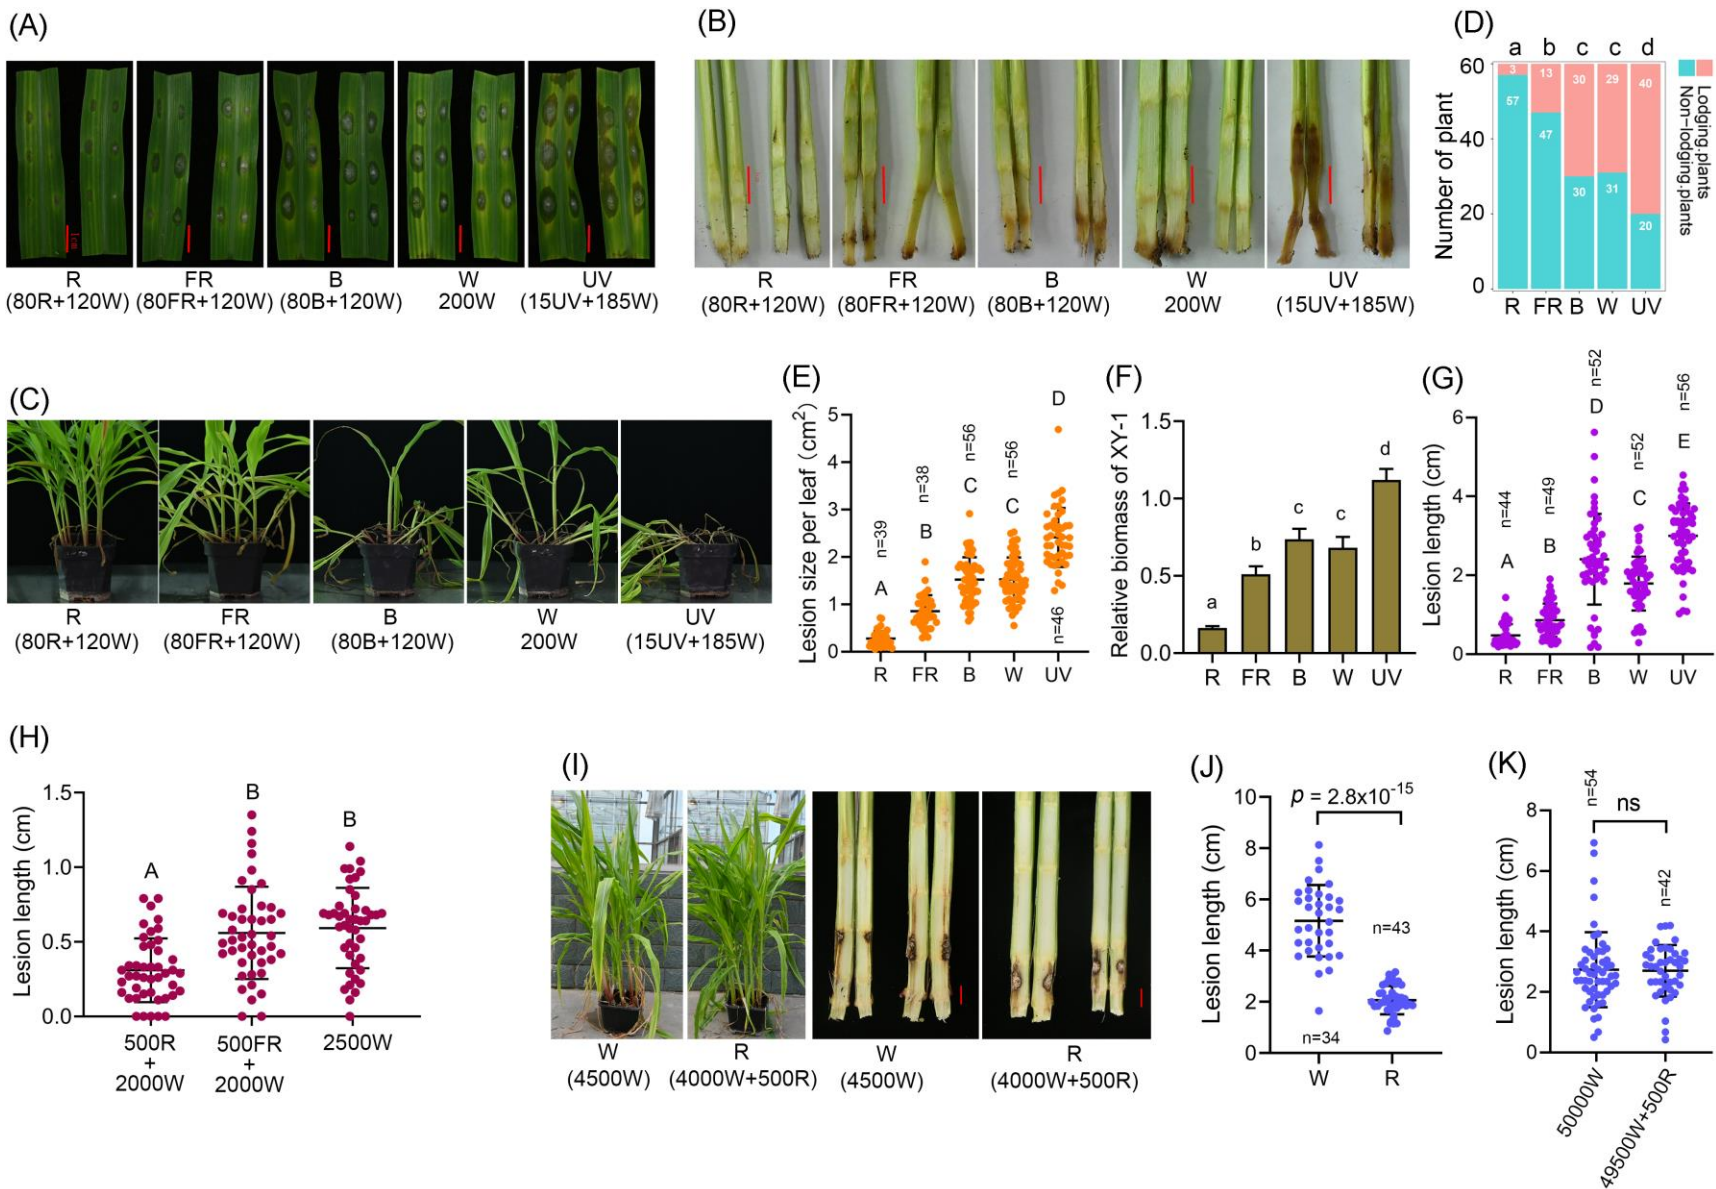 (A)
1 cm
R
(80R+120W)
FR
(80FR+120W)
B
(80B+120W)
W
200W
UV
(15UV+185W)
(B)
R
(80R+120W)
FR
(80FR+120W)
B
(80B+120W)
W
200W
UV
(15UV+185W)
(D)
a b c c d
Number of plant
60
40
20
0
3
57
13
47
30
30
29
31
40
20
R FR B W UV
Lodging.plants
Non-lodging.plants
(C)
R
(80R+120W)
FR
(80FR+120W)
B
(80B+120W)
W
200W
UV
(15UV+185W)
(E)
Lesion size per leaf (cm2)
5
4
3
2
1
0
n=39
A
n=38
B
n=56
C
n=56
C
D
n=46
R FR B W UV
(F)
Relative biomass of XY-1
1.5
1.0
0.5
0.0
a
b
c
c
d
R FR B W UV
(G)
Lesion length (cm)
6
4
2
0
n=44
A
n=49
B
n=52
D
n=52
C
n=56
E
R FR B W UV
(H)
Lesion length (cm)
1.5
1.0
0.5
0.0
A
B
B
500R
+
2000W
500FR
+
2000W
2500W
(I)
W
(4500W)
R
(4000W+500R)
W
(4500W)
R
(4000W+500R)
(J)
Lesion length (cm)
10
8
6
4
2
0
p = 2.8x10-15
n=43
n=34
W R
(K)
Lesion length (cm)
8
6
4
2
0
n=54
ns
n=42
50000W
49500W+500R